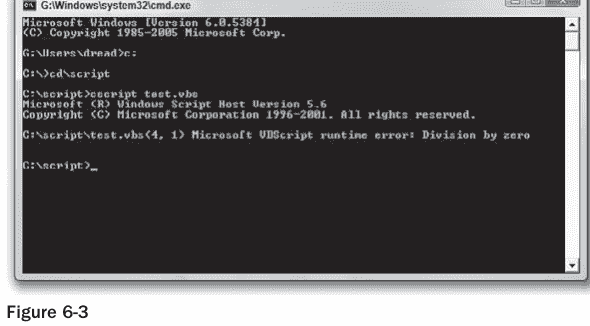 G:\Windows\system32\cmd.exe
Microsoft Windows [Version 6.0.5384]
(C) Copyright 1985-2005 Microsoft Corp.
G:\Users\dread>c:
C:\>cd\script
C:\script>cscript test.vbs
Microsoft (R) Windows Script Host Version 5.6
Copyright (C) Microsoft Corporation 1996-2001. All rights reserved.
C:\script\test.vbs(4, 1) Microsoft VBScript runtime error: Division by zero
C:\script>_
Figure 6-3